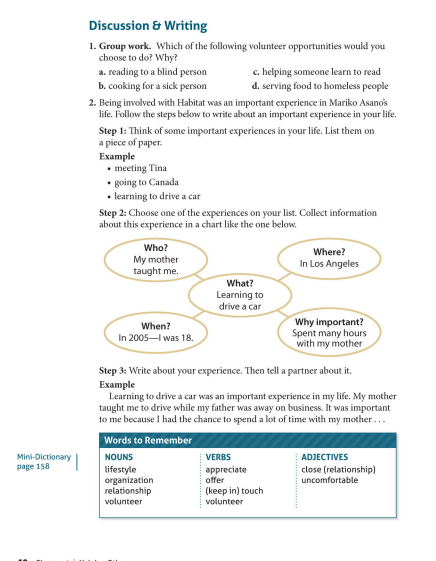 Discussion & Writing
1. Group work. Which of the following volunteer opportunities would you
choose to do? Why?
a. reading to a blind person
c. helping someone learn to read
b. cooking for a sick person
d. serving food to homeless people
2. Being involved with Habitat was an important experience in Mariko Asano's
life. Follow the steps below to write about an important experience in your life.
Step 1: Think of some important experiences in your life. List them on
a piece of paper.
Example
• meeting Tina
• going to Canada
• learning to drive a car
Step 2: Choose one of the experiences on your list. Collect information
about this experience in a chart like the one below.
Who?
My mother
taught me.
Where?
In Los Angeles
What?
Learning to
drive a car
When?
In 2005—I was 18.
Why important?
Spent many hours
with my mother
Step 3: Write about your experience. Then tell a partner about it.
Example
Learning to drive a car was an important experience in my life. My mother
taught me to drive while my father was away on business. It was important
to me because I had the chance to spend a lot of time with my mother . . .
Words to Remember
Mini-Dictionary
page 158
NOUNS
lifestyle
organization
relationship
volunteer
VERBS
appreciate
offer
(keep in) touch
volunteer
ADJECTIVES
close (relationship)
uncomfortable